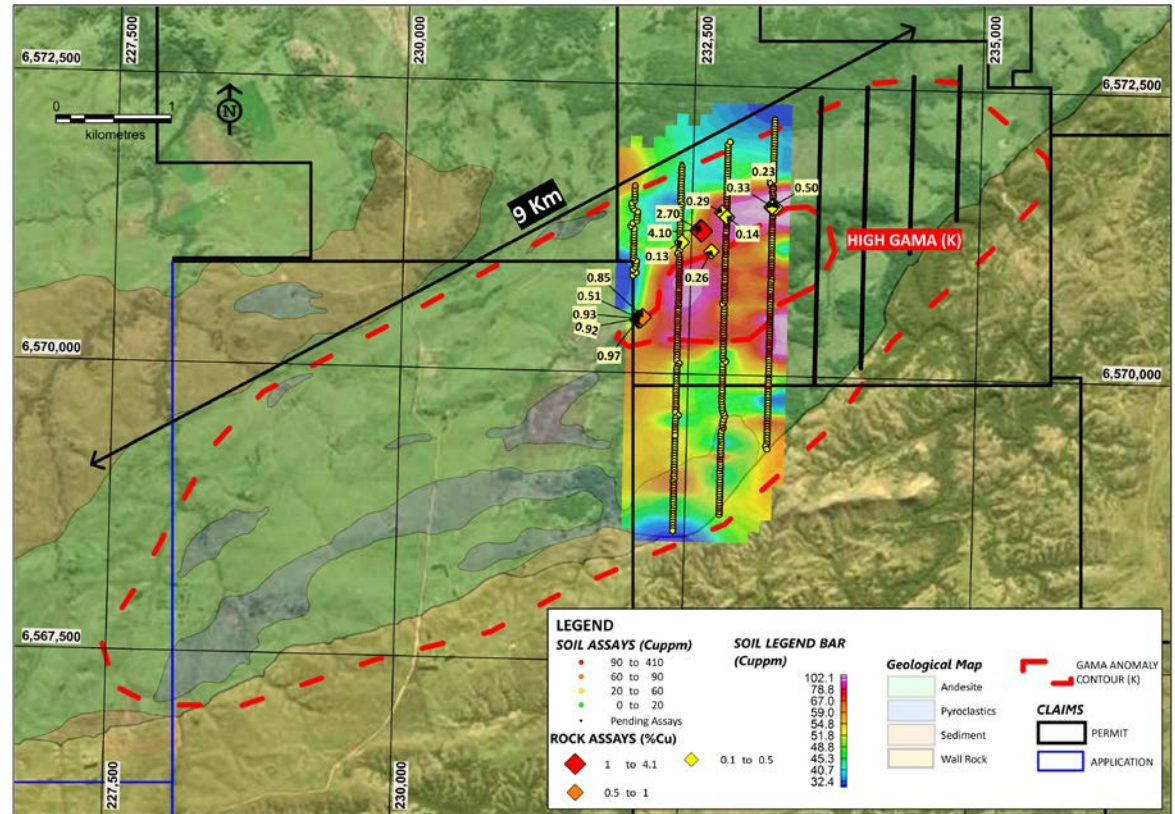 227,500
230,000
232,500
235,000
6,572,500
6,572,500
0 1
kilometres
N
9 Km
0.23
0.33
0.50
0.29
2.70
4.10
0.14
0.13
0.26
HIGH GAMA (K)
0.85
0.51
0.93
0.92
0.97
6,570,000
6,570,000
6,567,500
227,500
230,000
LEGEND
SOIL ASSAYS (Cuppm)
90 to 410
60 to 90
20 to 60
0 to 20
Pending Assays
ROCK ASSAYS (%Cu)
1 to 4.1
0.1 to 0.5
0.5 to 1
SOIL LEGEND BAR
(Cuppm)
102.1
78.8
67.0
59.0
54.8
51.8
48.8
45.3
40.7
32.4
Geological Map
Andesite
Pyroclastics
Sediment
Wall Rock
GAMA ANOMALY
CONTOUR (K)
CLAIMS
PERMIT
APPLICATION